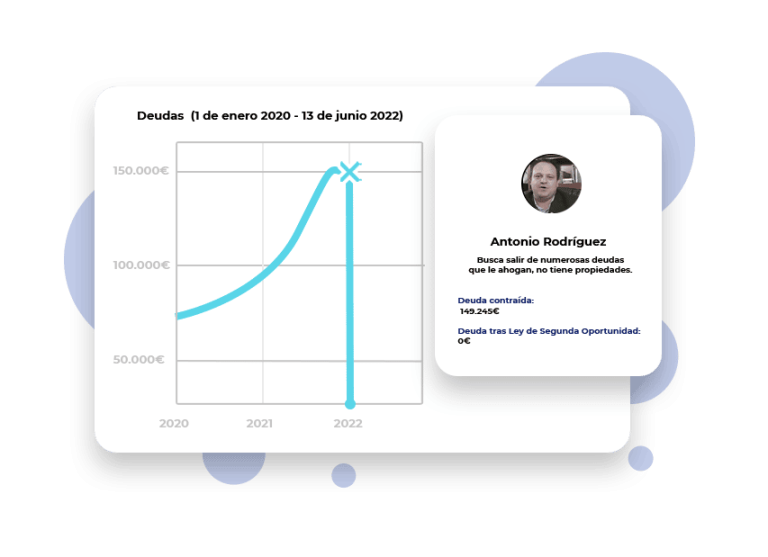 Deudas (1 de enero 2020 - 13 de junio 2022)
150.000€
100.000€
50.000€
2020 2021 2022
Antonio Rodríguez
Busca salir de numerosas deudas
que le ahogan, no tiene propiedades.
Deuda contraída:
149.245€
Deuda tras Ley de Segunda Oportunidad:
0€